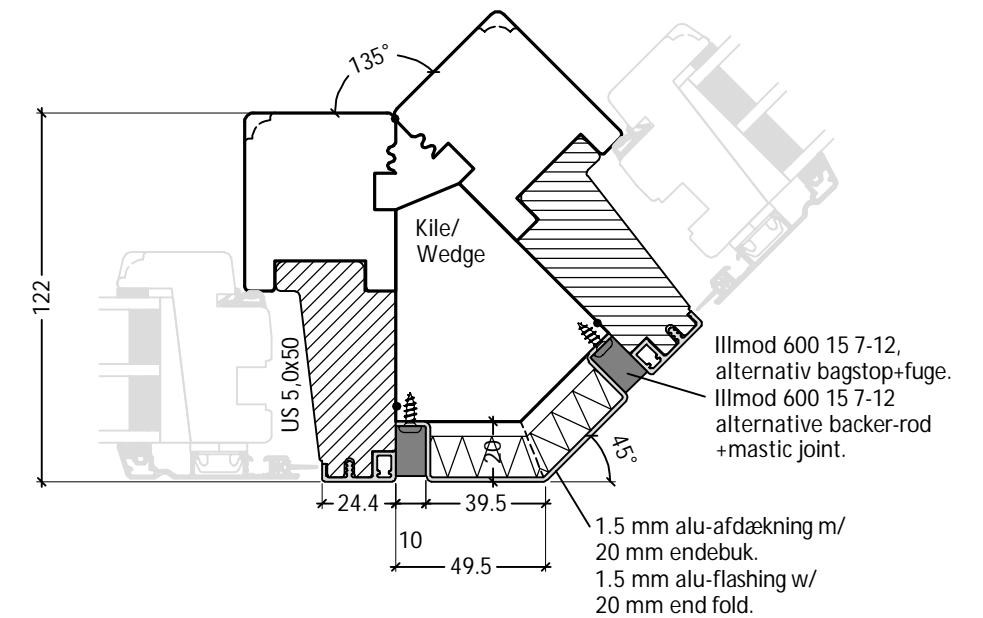 135°
122
Kile/
Wedge
US 5,0x50
Illmod 600 15 7-12,
alternativ bagstop+fuge.
Illmod 600 15 7-12
alternative backer-rod
+mastic joint.
20
45°
24.4
39.5
10
49.5
1.5 mm alu-afdækning m/
20 mm endebuk.
1.5 mm alu-flashing w/
20 mm end fold.